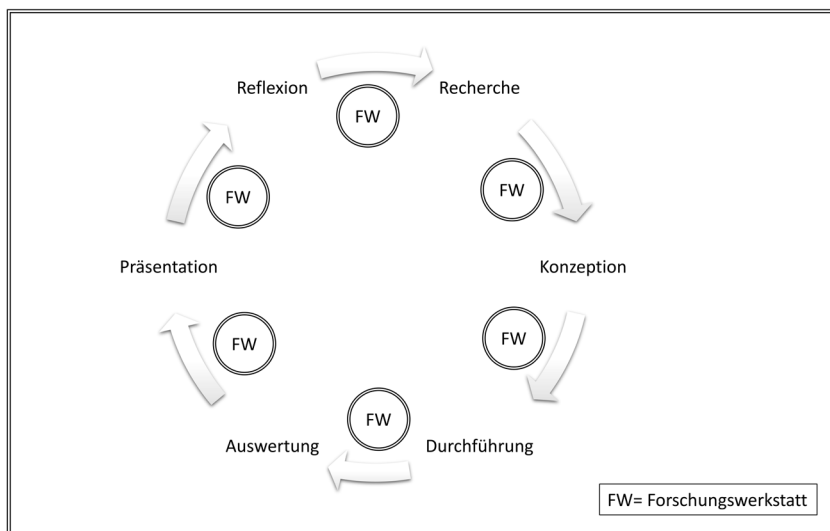 Reflexion
Recherche
FW
FW
FW
Präsentation
Konzeption
FW
FW
FW
Auswertung
Durchführung
FW= Forschungswerkstatt